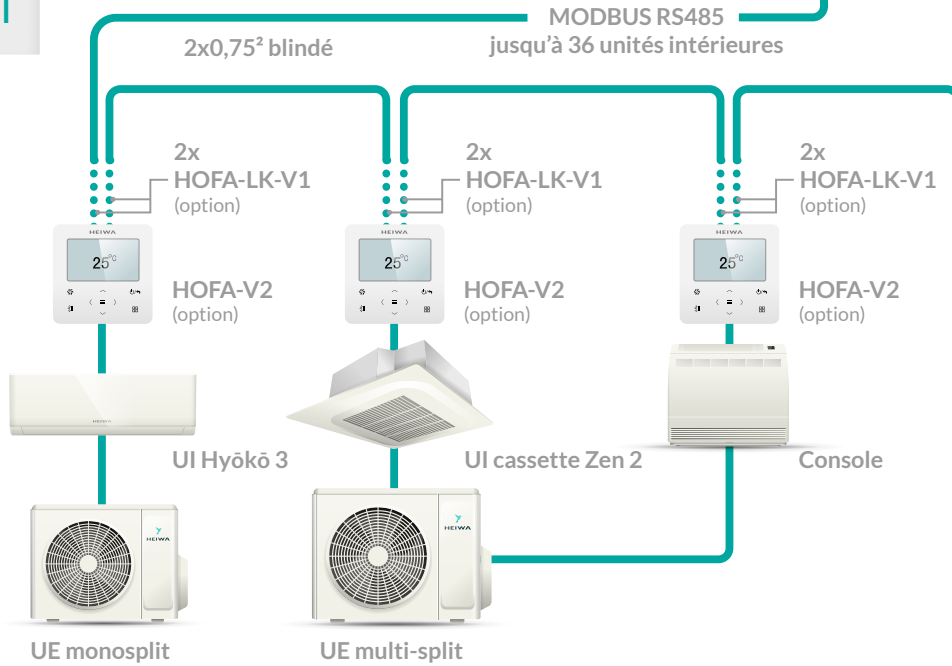 MODBUS RS485
jusqu'à 36 unités intérieures
2x0,75² blindé
2x
HOFA-LK-V1
(option)
2x
HOFA-LK-V1
(option)
2x
HOFA-LK-V1
(option)
HEIWA
25°C
HOFA-V2
(option)
HEIWA
25°C
HOFA-V2
(option)
HEIWA
25°C
HOFA-V2
(option)
HEIWA
UI Hyōkō 3
UI cassette Zen 2
Console
HEIWA
HEIWA
UE monosplit
UE multi-split